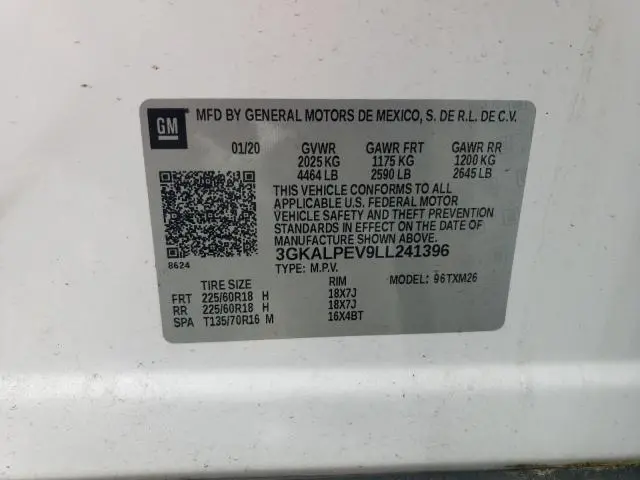 GM
MFD BY GENERAL MOTORS DE MEXICO, S. DE R.L. DE C.V.
01/20 GVWR GAWR FRT GAWR RR
2025 KG 1175 KG 1200 KG
4464 LB 2590 LB 2645 LB
THIS VEHICLE CONFORMS TO ALL
APPLICABLE U.S. FEDERAL MOTOR
VEHICLE SAFETY AND THEFT PREVENTION
STANDARDS IN EFFECT ON THE DATE OF
MANUFACTURE SHOWN ABOVE.
3GKALPEV9LL241396
8624
TYPE: M.P.V. MODEL: 96TXM26
TIRE SIZE RIM
FRT 225/60R18 H 18X7J
RR 225/60R18 H 18X7J
SPA T135/70R16 M 16X4BT